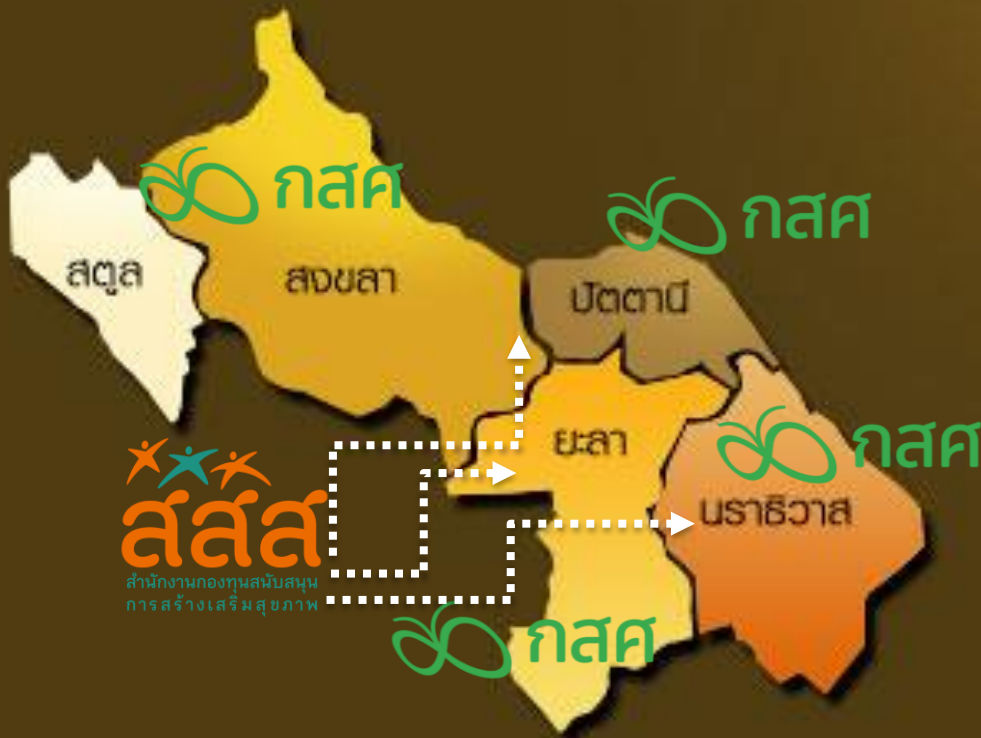 กสศ
กสศ
สตูล
สงขลา
ปัตตานี
ยะลา
กสศ
นราธิวาส
สสส
สำนักงานกองทุนสนับสนุน
การสร้างเสริมสุขภาพ
กสศ